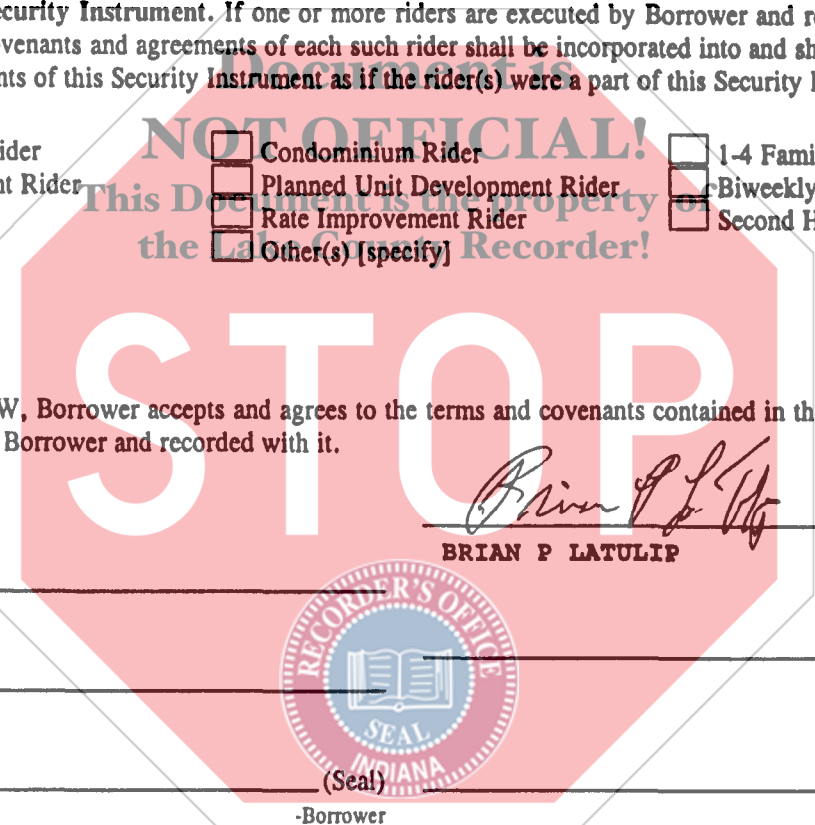 ecurity Instrument. If one or more riders are executed by Borrower and r
venants and agreements of each such rider shall be incorporated into and sh
nts of this Security Instrument as if the rider(s) were a part of this Security I
Document is
NOT OFFICIAL!
This Document is the property of
the Lake County Recorder!
ider
Condominium Rider
1-4 Fami
nt Rider
Planned Unit Development Rider
Biweekly
Rate Improvement Rider
Second H
Other(s) [specify]
STOP
W, Borrower accepts and agrees to the terms and covenants contained in th
Borrower and recorded with it.
Brian P LaTulip
BRIAN P LATULIP
RECORDER'S OFFICE
SEAL
INDIANA
(Seal)
-Borrower